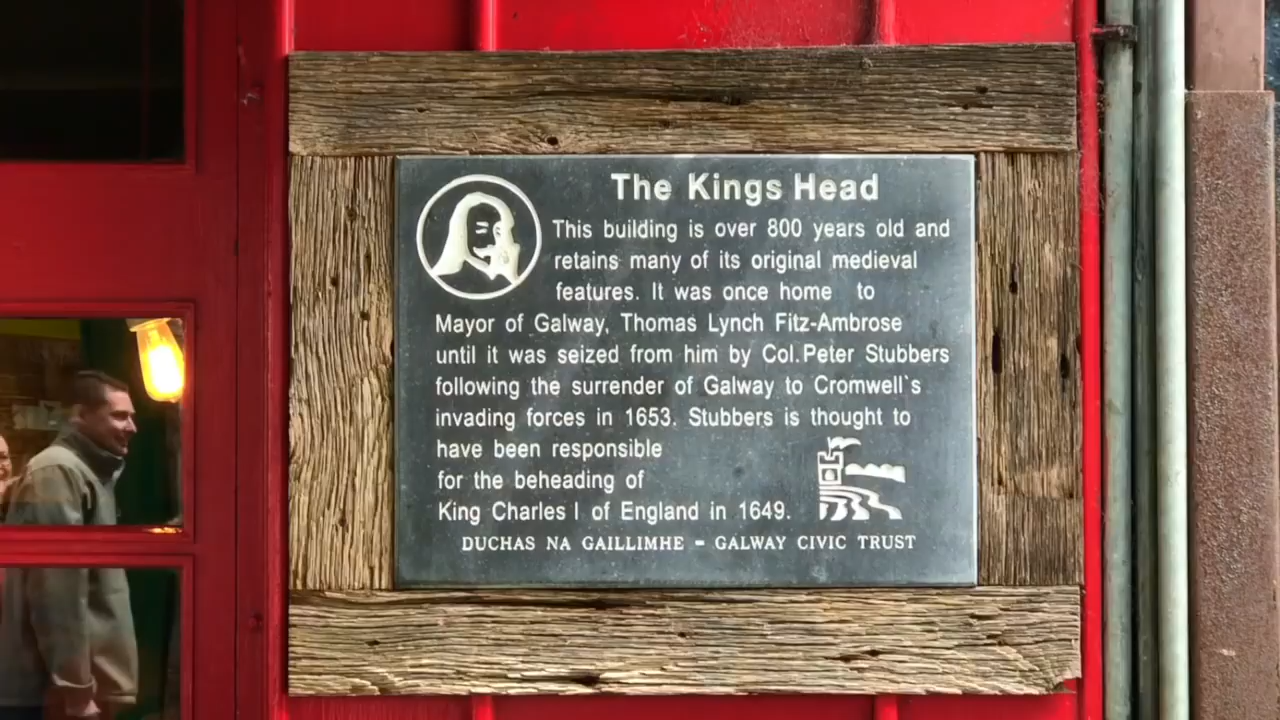 The Kings Head
This building is over 800 years old and
retains many of its original medieval
features. It was once home to
Mayor of Galway, Thomas Lynch Fitz-Ambrose
until it was seized from him by Col.Peter Stubbers
following the surrender of Galway to Cromwell`s
invading forces in 1653. Stubbers is thought to
have been responsible
for the beheading of
King Charles I of England in 1649.
DUCHAS NA GAILLIMHE - GALWAY CIVIC TRUST